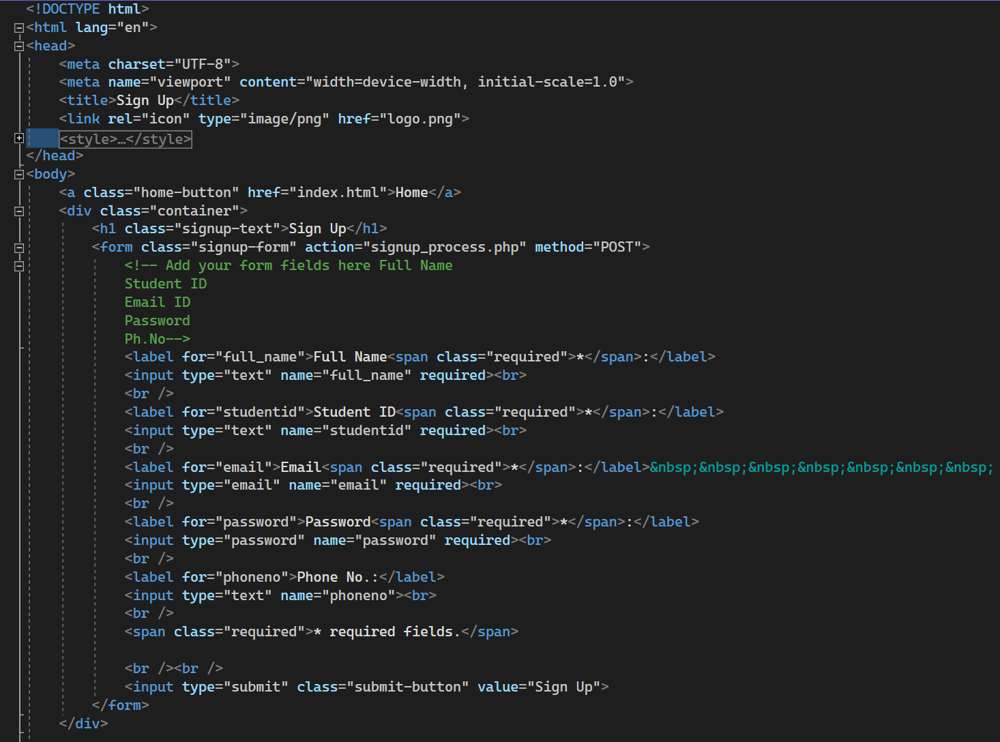 <!DOCTYPE html>
<html lang="en">
<head>
    <meta charset="UTF-8">
    <meta name="viewport" content="width=device-width, initial-scale=1.0">
    <title>Sign Up</title>
    <link rel="icon" type="image/png" href="logo.png">
    <style>…</style>
</head>
<body>
    <a class="home-button" href="index.html">Home</a>
    <div class="container">
        <h1 class="signup-text">Sign Up</h1>
        <form class="signup-form" action="signup_process.php" method="POST">
            <!-- Add your form fields here Full Name
            Student ID
            Email ID
            Password
            Ph.No-->
            <label for="full_name">Full Name<span class="required">*</span>:</label>
            <input type="text" name="full_name" required><br>
            <br />
            <label for="studentid">Student ID<span class="required">*</span>:</label>
            <input type="text" name="studentid" required><br>
            <br />
            <label for="email">Email<span class="required">*</span>:</label>&nbsp;&nbsp;&nbsp;&nbsp;&nbsp;&nbsp;&nbsp;
            <input type="email" name="email" required><br>
            <br />
            <label for="password">Password<span class="required">*</span>:</label>
            <input type="password" name="password" required><br>
            <br />
            <label for="phoneno">Phone No.:</label>
            <input type="text" name="phoneno"><br>
            <br />
            <span class="required">* required fields.</span>

            <br /><br />
            <input type="submit" class="submit-button" value="Sign Up">
        </form>
    </div>